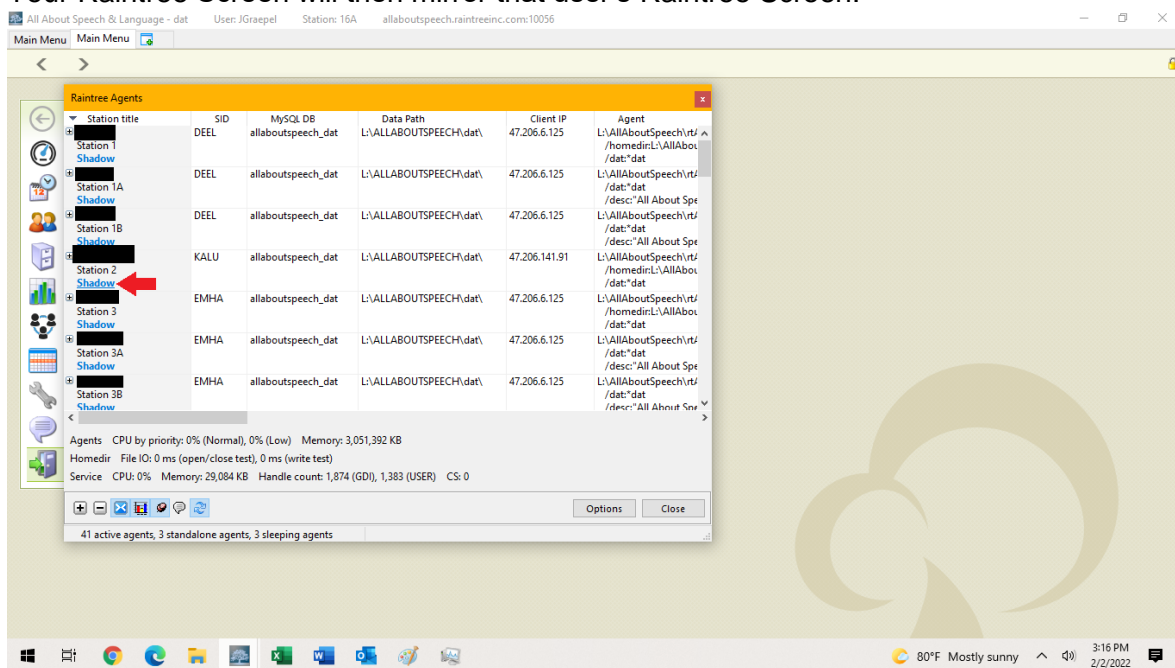 Your Raintree Screen will then mirror that user's Raintree Screen.
All About Speech & Language - dat User: JGraepel Station: 16A allaboutspeech.raintreeinc.com:10056
Main Menu Main Menu
Raintree Agents
Station title SID MySQL DB Data Path Client IP Agent
DEEL allaboutspeech_dat L:\ALLABOUTSPEECH\dat\ 47.206.6.125 L:\AllAboutSpeech\rt
Station 1 /homedir:L:\AllAbou
Shadow /dat:*dat
DEEL allaboutspeech_dat L:\ALLABOUTSPEECH\dat\ 47.206.6.125 L:\AllAboutSpeech\rt
Station 1A /dat:*dat
Shadow /desc:"All About Spe
DEEL allaboutspeech_dat L:\ALLABOUTSPEECH\dat\ 47.206.6.125 L:\AllAboutSpeech\rt
Station 1B /dat:*dat
Shadow /desc:"All About Spe
KALU allaboutspeech_dat L:\ALLABOUTSPEECH\dat\ 47.206.141.91 L:\AllAboutSpeech\rt
Station 2 /homedir:L:\AllAbou
Shadow /dat:*dat
EMHA allaboutspeech_dat L:\ALLABOUTSPEECH\dat\ 47.206.6.125 L:\AllAboutSpeech\rt
Station 3 /homedir:L:\AllAbou
Shadow /dat:*dat
EMHA allaboutspeech_dat L:\ALLABOUTSPEECH\dat\ 47.206.6.125 L:\AllAboutSpeech\rt
Station 3A /dat:*dat
Shadow /desc:"All About Spe
EMHA allaboutspeech_dat L:\ALLABOUTSPEECH\dat\ 47.206.6.125 L:\AllAboutSpeech\rt
Station 3B /dat:*dat
Shadow /desc:"All About Spe
Agents CPU by priority: 0% (Normal), 0% (Low) Memory: 3,051,392 KB
Homedir File IO: 0 ms (open/close test), 0 ms (write test)
Service CPU: 0% Memory: 29,084 KB Handle count: 1,874 (GDI), 1,383 (USER) CS: 0
Options Close
41 active agents, 3 standalone agents, 3 sleeping agents
12
80°F Mostly sunny 3:16 PM
2/2/2022